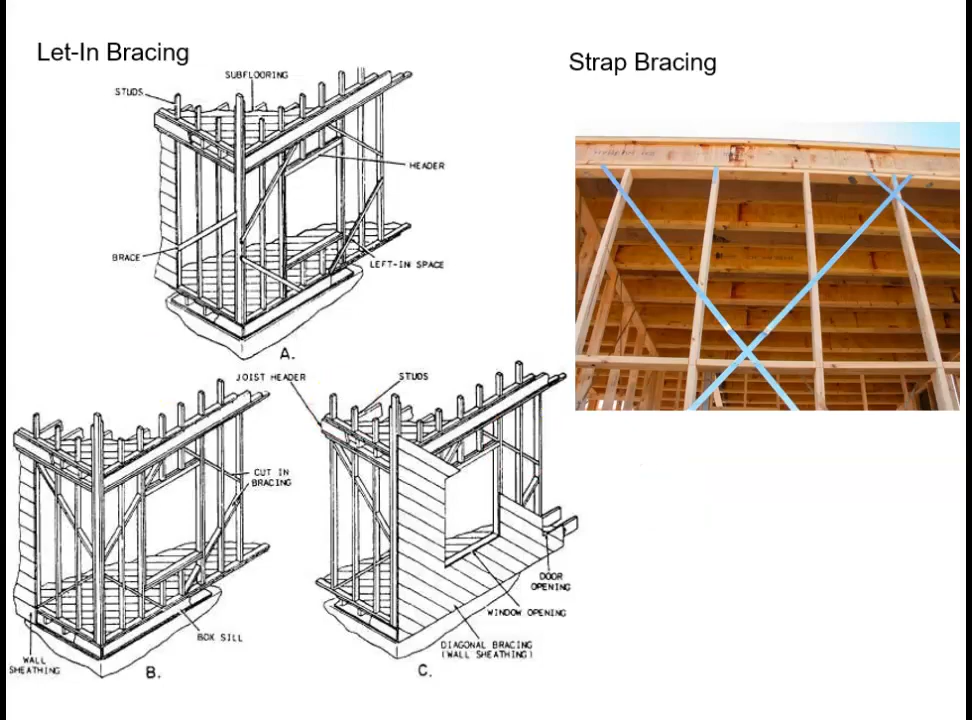 Let-In Bracing
Strap Bracing
SUBFLOORING
STUDS
HEADER
BRACE
LEFT-IN SPACE
A.
JOIST HEADER
STUDS
CUT IN
BRACING
DOOR
OPENING
WINDOW OPENING
BOX SILL
DIAGONAL BRACING
(WALL SHEATHING)
WALL
SHEATHING
B.
C.